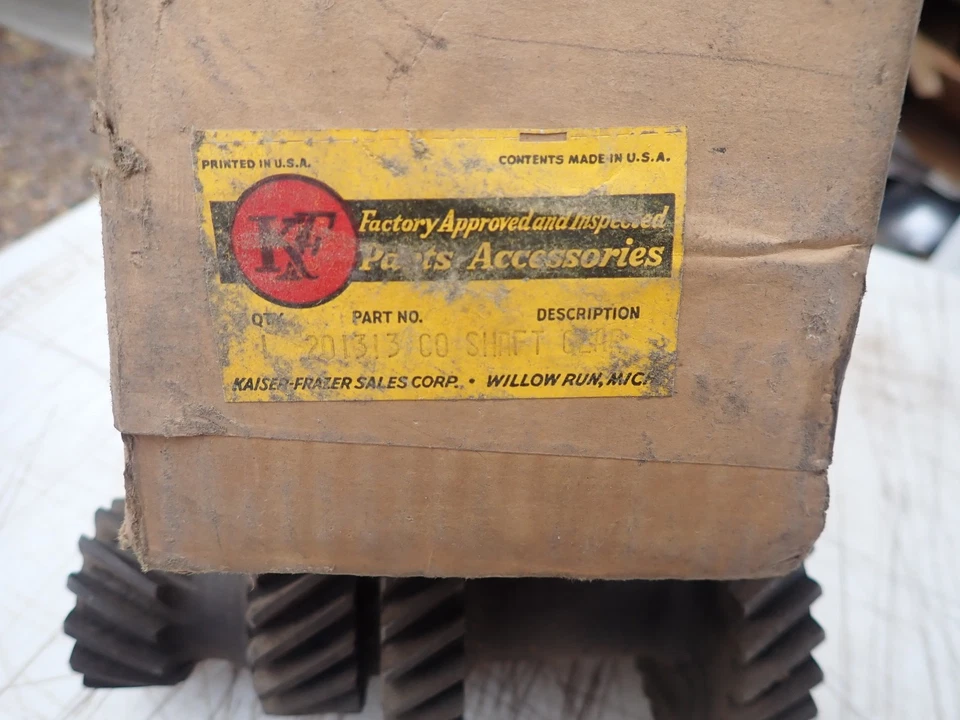 PRINTED IN U.S.A. CONTENTS MADE IN U.S.A.
KF
Factory Approved and Inspected
Parts Accessories
QTY. PART NO. DESCRIPTION
1 201313 CO SHAFT GEAR
KAISER-FRAZER SALES CORP. • WILLOW RUN, MICH.